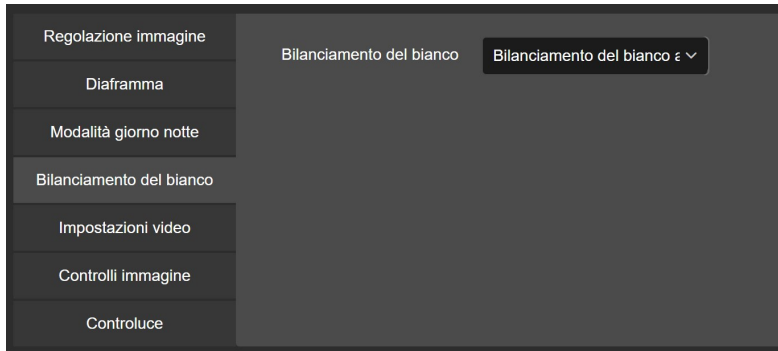 Regolazione immagine
Diaframma
Modalità giorno notte
Bilanciamento del bianco
Impostazioni video
Controlli immagine
Controluce
Bilanciamento del bianco Bilanciamento del bianco